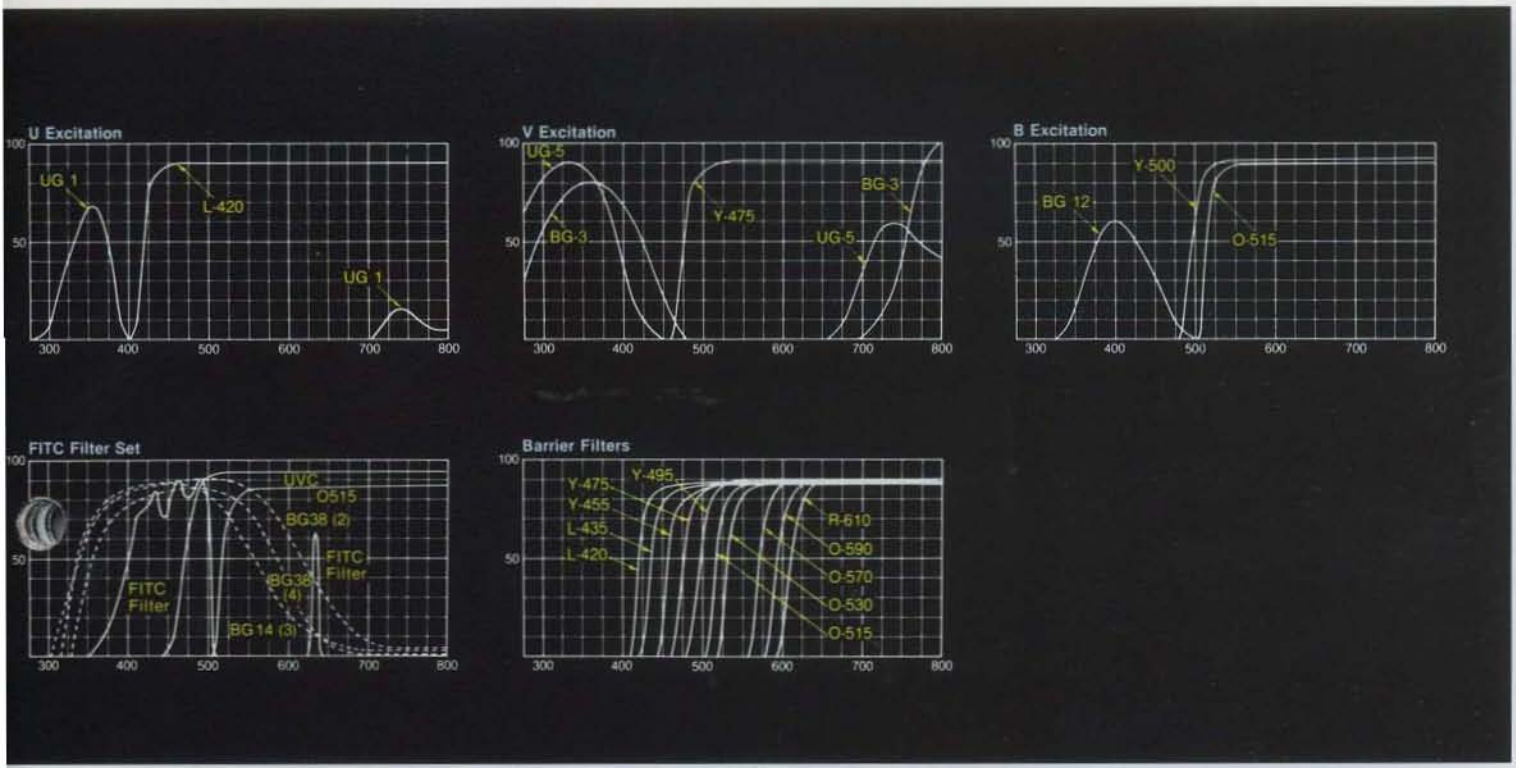 U Excitation
100
50
UG 1
L-420
UG 1
300 400 500 600 700 800
V Excitation
100
50
UG-5
BG-3
Y-475
BG-3
UG-5
300 400 500 600 700 800
B Excitation
100
50
BG 12
Y-500
O-515
300 400 500 600 700 800
FITC Filter Set
100
50
UVC
O515
BG38 (2)
FITC
Filter
BG38
(4)
FITC
Filter
BG 14 (3)
300 400 500 600 700 800
Barrier Filters
100
50
Y-495
Y-475
Y-455
L-435
L-420
R-610
O-590
O-570
O-530
O-515
300 400 500 600 700 800